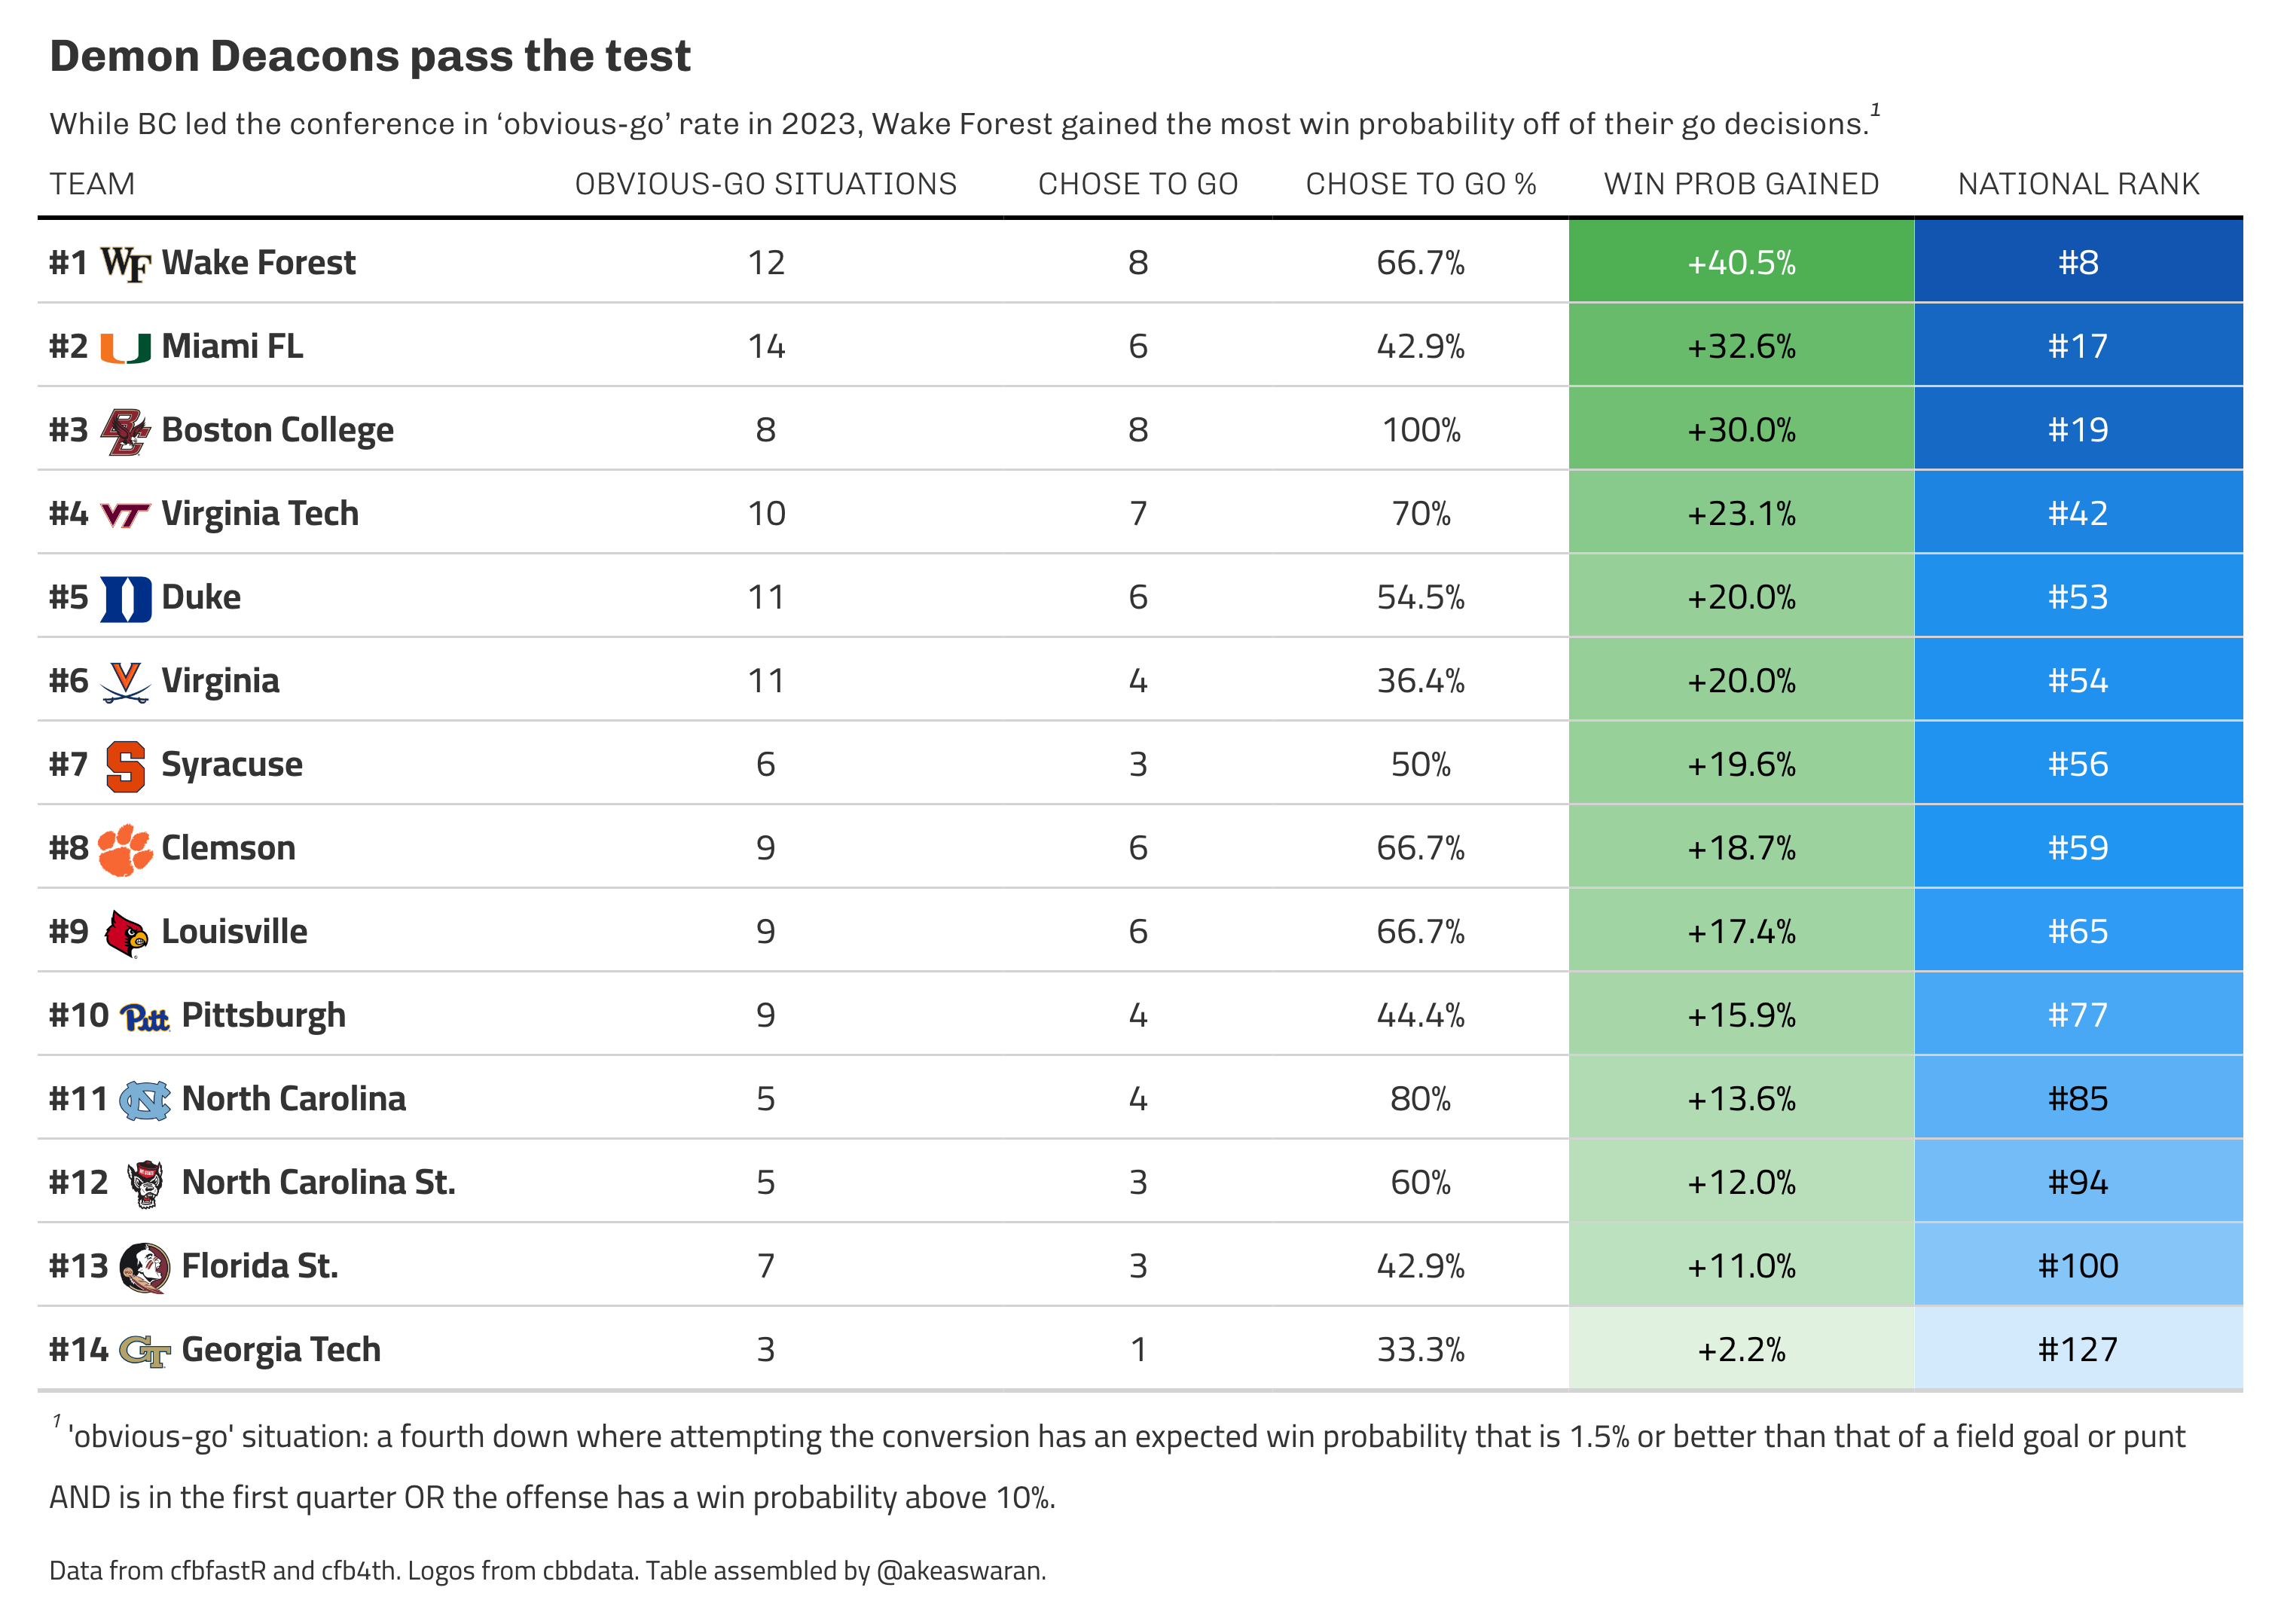 Demon Deacons pass the test
While BC led the conference in ‘obvious-go’ rate in 2023, Wake Forest gained the most win probability off of their go decisions.1
TEAM OBVIOUS-GO SITUATIONS CHOSE TO GO CHOSE TO GO % WIN PROB GAINED NATIONAL RANK
#1 WF Wake Forest 12 8 66.7% +40.5% #8
#2 U Miami FL 14 6 42.9% +32.6% #17
#3 BC Boston College 8 8 100% +30.0% #19
#4 VT Virginia Tech 10 7 70% +23.1% #42
#5 D Duke 11 6 54.5% +20.0% #53
#6 V Virginia 11 4 36.4% +20.0% #54
#7 S Syracuse 6 3 50% +19.6% #56
#8 Clemson 9 6 66.7% +18.7% #59
#9 Louisville 9 6 66.7% +17.4% #65
#10 Pitt Pittsburgh 9 4 44.4% +15.9% #77
#11 NC North Carolina 5 4 80% +13.6% #85
#12 North Carolina St. 5 3 60% +12.0% #94
#13 Florida St. 7 3 42.9% +11.0% #100
#14 GT Georgia Tech 3 1 33.3% +2.2% #127
1 'obvious-go' situation: a fourth down where attempting the conversion has an expected win probability that is 1.5% or better than that of a field goal or punt
AND is in the first quarter OR the offense has a win probability above 10%.
Data from cfbfastR and cfb4th. Logos from cbbdata. Table assembled by @akeaswaran.